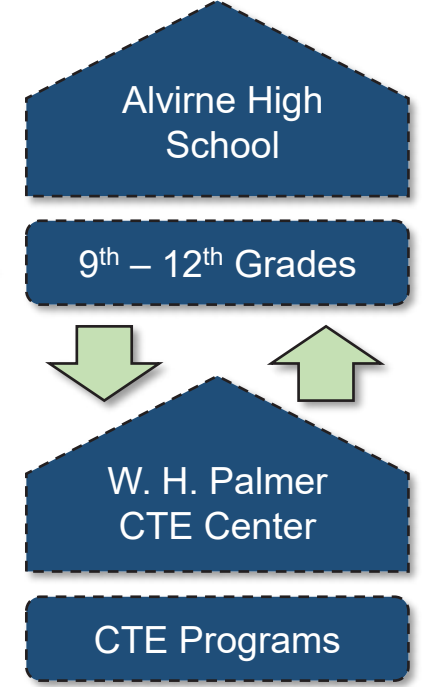 Alvirne High
School
9th – 12th Grades
W. H. Palmer
CTE Center
CTE Programs